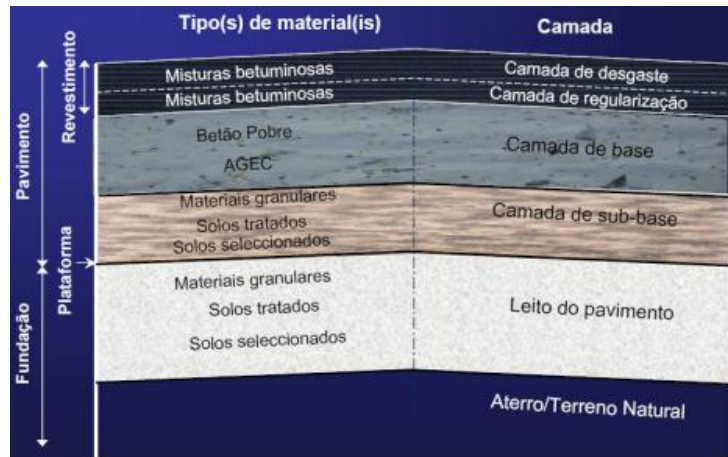 Tipo(s) de material(is)
Camada
Misturas betuminosas
Camada de desgaste
Misturas betuminosas
Camada de regularização
Betão Pobre
AGEC
Camada de base
Materiais granulares
Solos tratados
Solos seleccionados
Camada de sub-base
Materiais granulares
Solos tratados
Solos seleccionados
Leito do pavimento
Aterro/Terreno Natural
Revestimento
Pavimento
Plataforma
Fundação